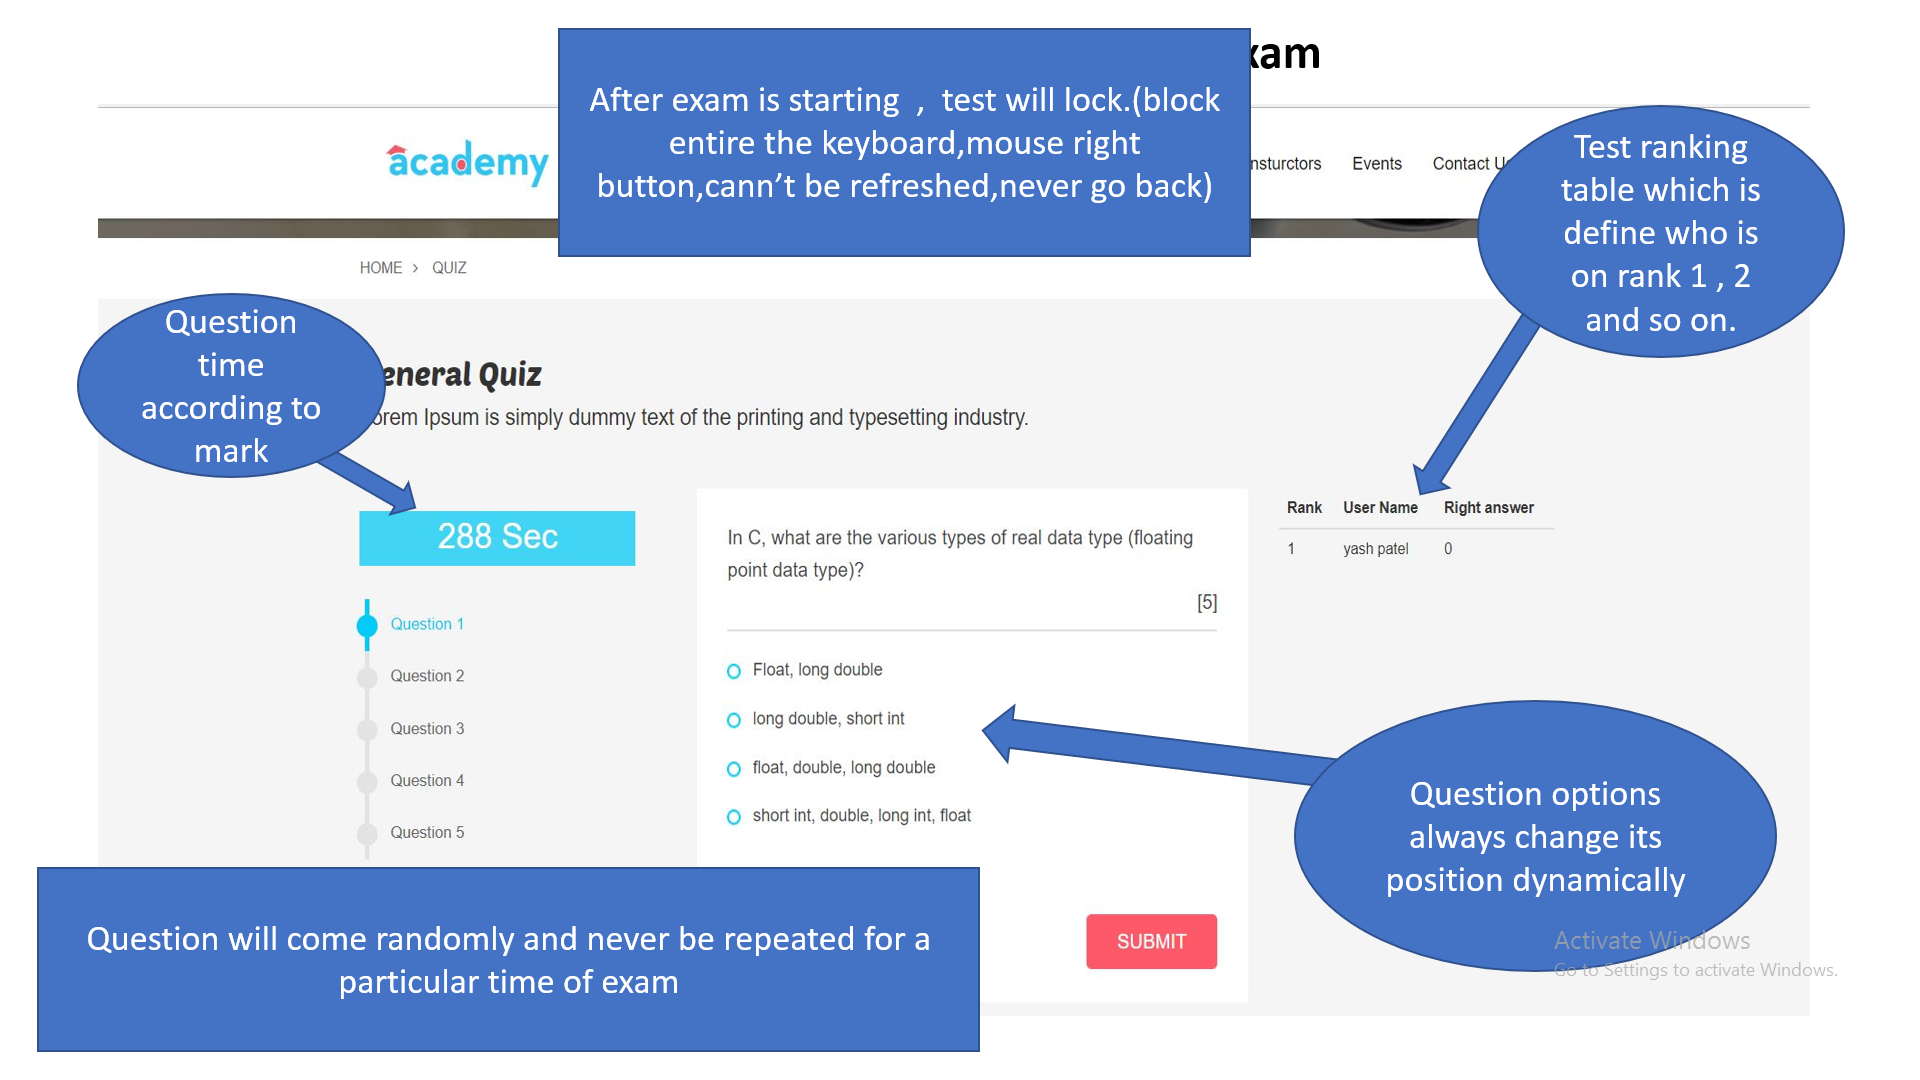 After exam is starting , test will lock.(block
entire the keyboard,mouse right
button,cann’t be refreshed,never go back)
academy
Events
Contact
Test ranking
table which is
define who is
on rank 1 , 2
and so on.
HOME > QUIZ
Question
time
according to
mark
Quiz
Ipsum is simply dummy text of the printing and typesetting industry.
288 Sec
Question 1
Question 2
Question 3
Question 4
Question 5
In C, what are the various types of real data type (floating
point data type)?
[5]
Float, long double
long double, short int
float, double, long double
short int, double, long int, float
SUBMIT
Rank User Name Right answer
1 yash patel 0
Question options
always change its
position dynamically
Question will come randomly and never be repeated for a
particular time of exam
Activate Windows
Go to Settings to activate Windows.